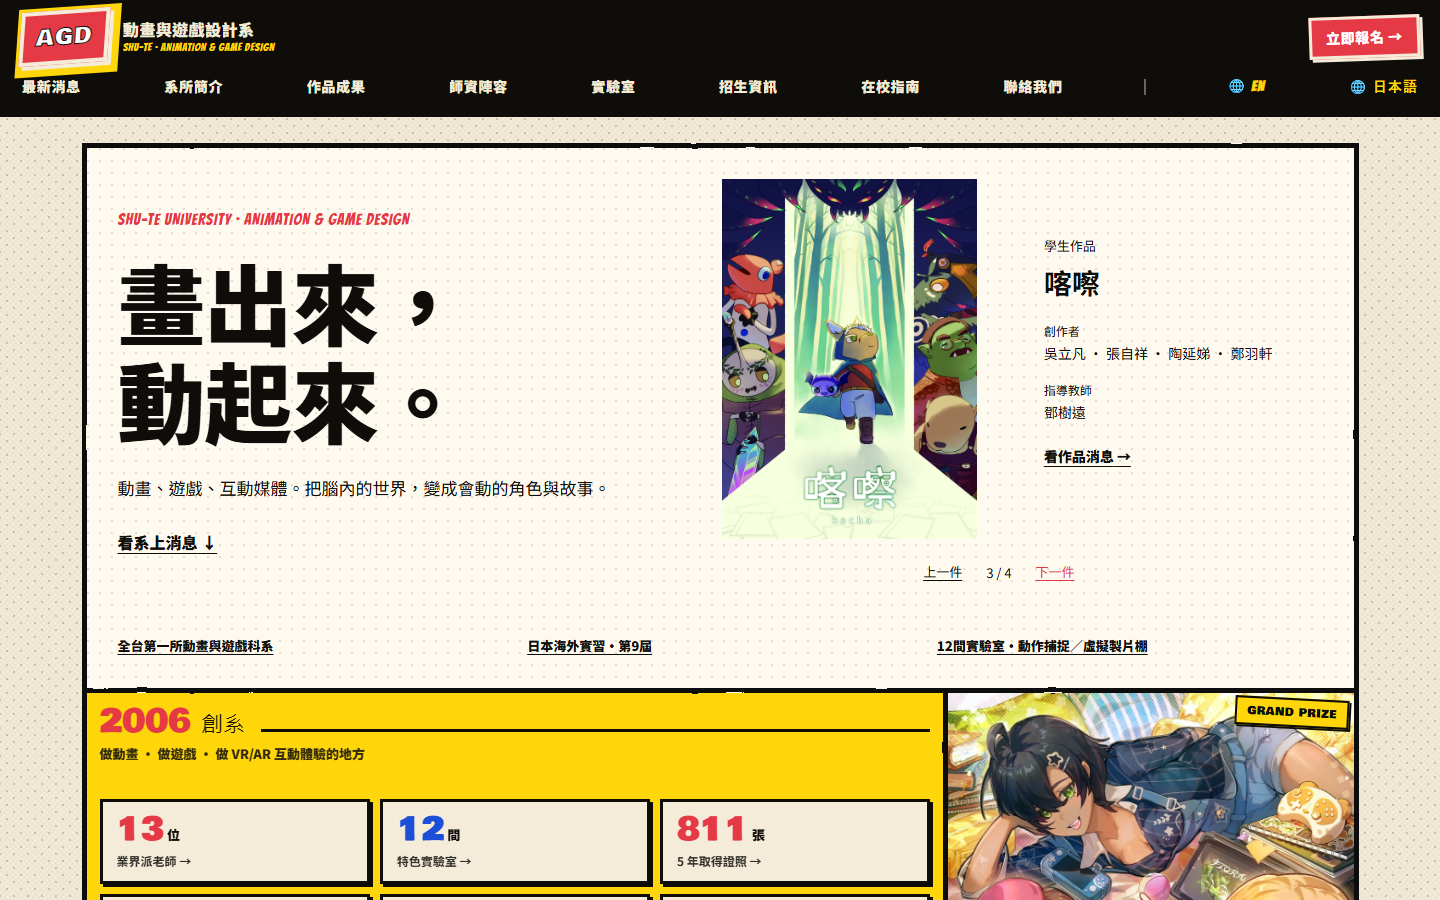 AGD
動畫與遊戲設計系
SHU-TE · ANIMATION & GAME DESIGN
立即報名 →
最新消息
系所簡介
作品成果
師資陣容
實驗室
招生資訊
在校指南
聯絡我們
EN
日本語
SHU-TE UNIVERSITY · ANIMATION & GAME DESIGN
畫出來，
動起來。
動畫、遊戲、互動媒體。把腦內的世界，變成會動的角色與故事。
看系上消息 ↓
喀嚓
kacha
學生作品
喀嚓
創作者
吳立凡 · 張自祥 · 陶延娣 · 鄭羽軒
指導教師
鄧樹遠
看作品消息 →
上一件
3 / 4
下一件
全台第一所動畫與遊戲科系
日本海外實習・第9屆
12間實驗室・動作捕捉／虛擬製片棚
2006 創系
做動畫 · 做遊戲 · 做 VR/AR 互動體驗的地方
13位
業界派老師 →
12間
特色實驗室 →
811 張
5 年取得證照 →
GRAND PRIZE